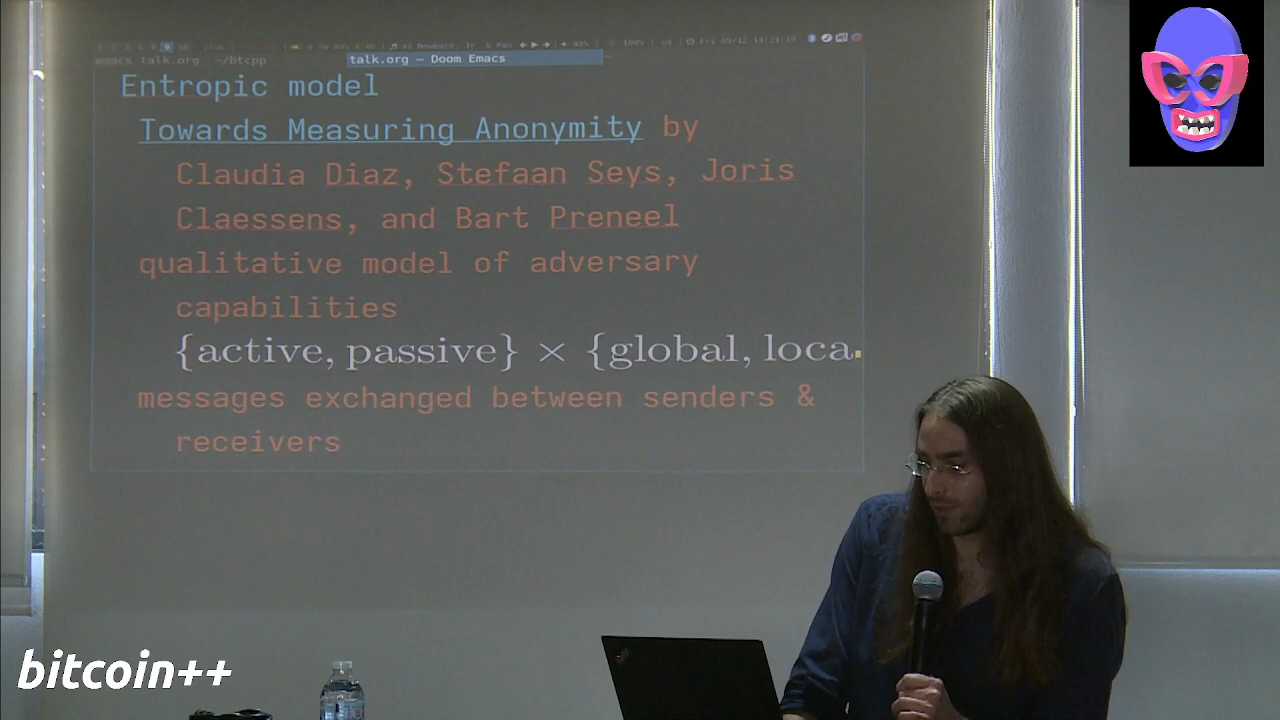 emacs talk.org ~/btcpp
talk.org — Doom Emacs
Entropic model
Towards Measuring Anonymity by
Claudia Diaz, Stefaan Seys, Joris
Claessens, and Bart Preneel
qualitative model of adversary
capabilities
{active, passive} × {global, loca
messages exchanged between senders &
receivers
bitcoin++